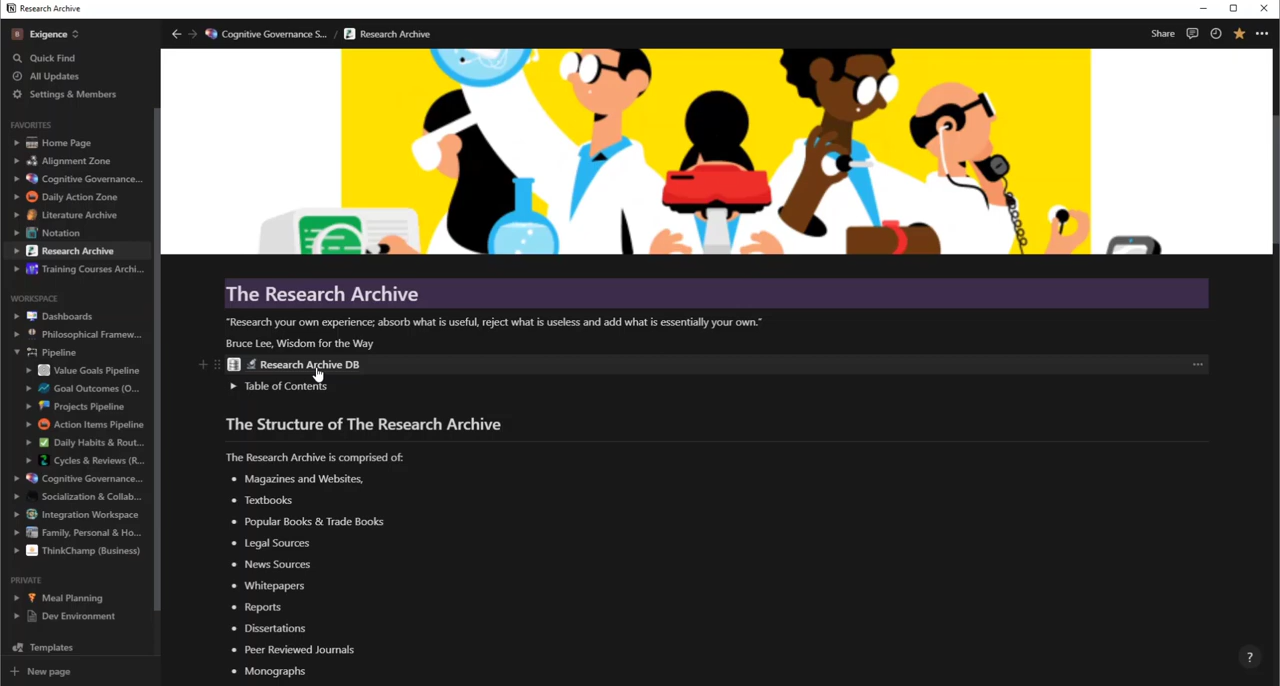 Research Archive
Exigence
Cognitive Governance S... / Research Archive
Share
Quick Find
All Updates
Settings & Members
FAVORITES
Home Page
Alignment Zone
Cognitive Governance...
Daily Action Zone
Literature Archive
Notation
Research Archive
Training Courses Archi...
WORKSPACE
Dashboards
Philosophical Framew...
Pipeline
Value Goals Pipeline
Goal Outcomes (O...
Projects Pipeline
Action Items Pipeline
Daily Habits & Rout...
Cycles & Reviews (R...
Cognitive Governance...
Socialization & Collab...
Integration Workspace
Family, Personal & Ho...
ThinkChamp (Business)
PRIVATE
Meal Planning
Dev Environment
Templates
+ New page
The Research Archive
"Research your own experience; absorb what is useful, reject what is useless and add what is essentially your own."
Bruce Lee, Wisdom for the Way
Research Archive DB
Table of Contents
The Structure of The Research Archive
The Research Archive is comprised of:
• Magazines and Websites,
• Textbooks
• Popular Books & Trade Books
• Legal Sources
• News Sources
• Whitepapers
• Reports
• Dissertations
• Peer Reviewed Journals
• Monographs
?